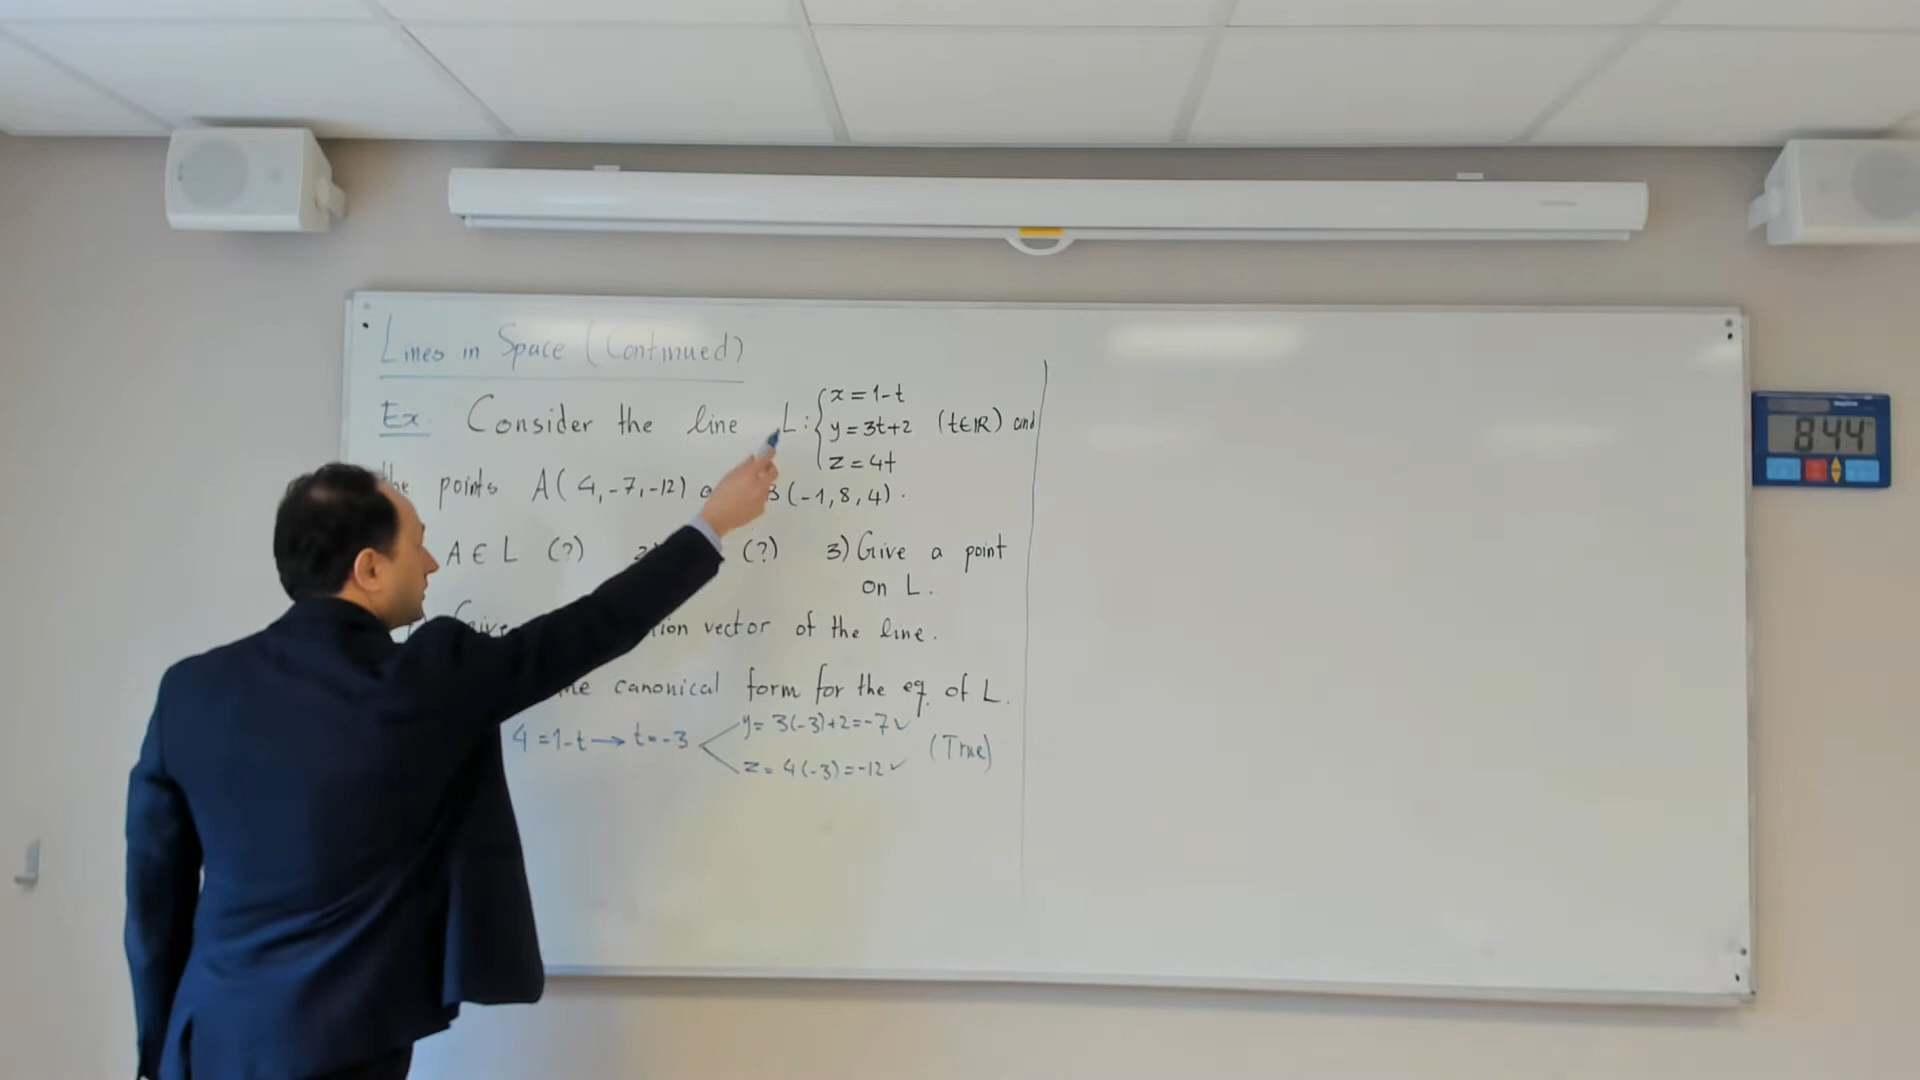 Lines in Space (Continued)
Ex. Consider the line L: { x = 1-t
y = 3t+2 (t∈ℝ) and
z = 4t
points A(4,-7,-12) B(-1,8,4).
A ∈ L (?) (?) 3) Give a point
on L.
vector of the line.
canonical form for the eq. of L.
4 = 1-t → t = -3
y = 3(-3)+2 = -7 ✓
z = 4(-3) = -12 ✓
(True)
8:44